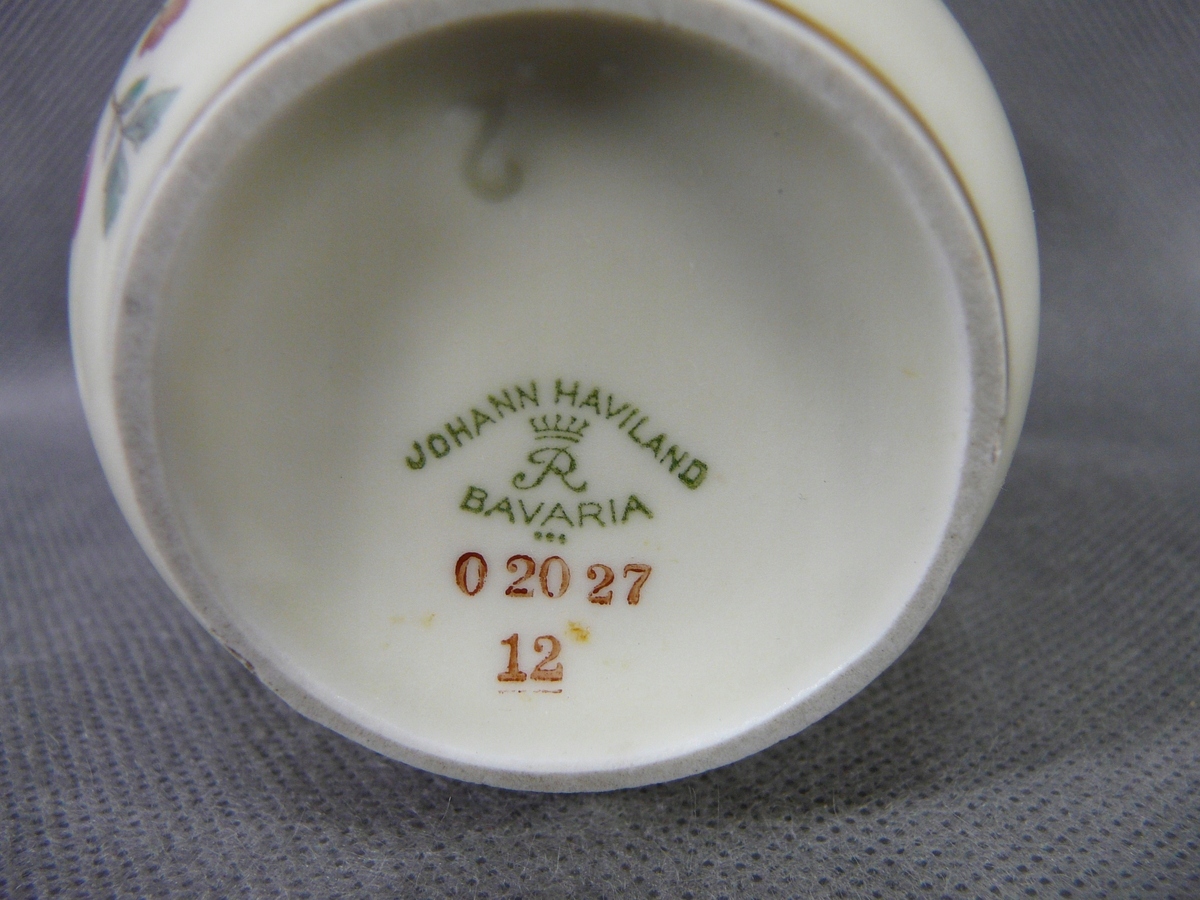 JOHANN HAVILAND
R
BAVARIA
0 20 27
12